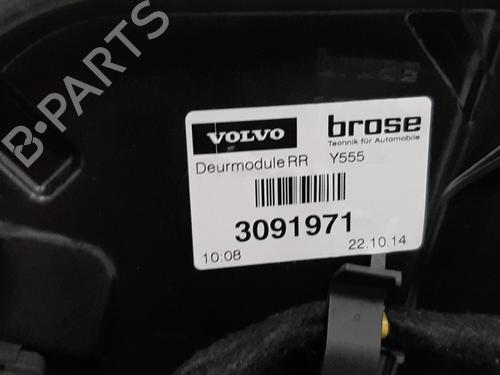 B-PARTS
VOLVO
brose
Technik für Automobile
Deurmodule RR Y555
3091971
10:08 22.10.14